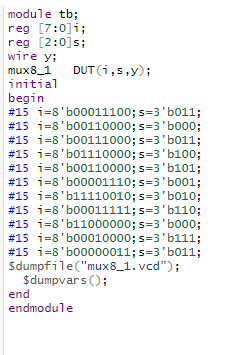 module tb;
reg [7:0]i;
reg [2:0]s;
wire y;
mux8_1   DUT(i,s,y);
initial
begin
#15 i=8'b00011100;s=3'b011;
#15 i=8'b00110000;s=3'b000;
#15 i=8'b00111000;s=3'b011;
#15 i=8'b01110000;s=3'b100;
#15 i=8'b00110000;s=3'b101;
#15 i=8'b00001110;s=3'b001;
#15 i=8'b11110010;s=3'b010;
#15 i=8'b00011111;s=3'b110;
#15 i=8'b11000000;s=3'b000;
#15 i=8'b00010000;s=3'b111;
#15 i=8'b00000011;s=3'b011;
$dumpfile("mux8_1.vcd");
  $dumpvars();
end
endmodule